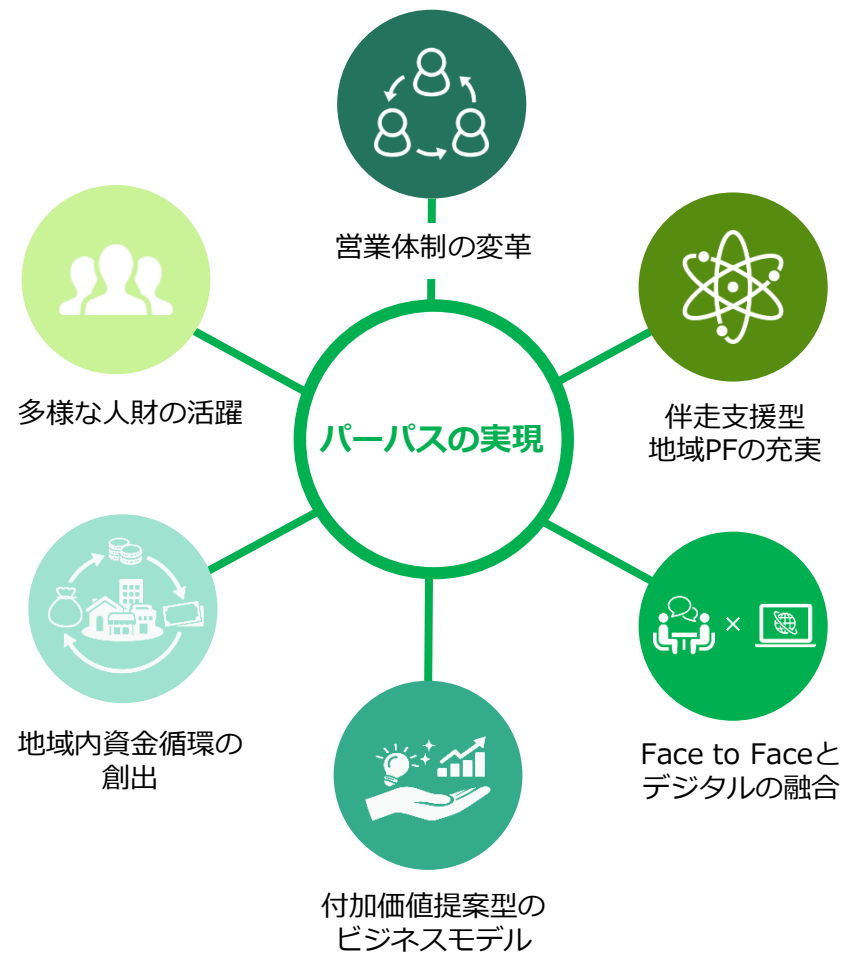 営業体制の変革
多様な人財の活躍
伴走支援型
地域PFの充実
パーパスの実現
地域内資金循環の
創出
×
Face to Faceと
デジタルの融合
付加価値提案型の
ビジネスモデル